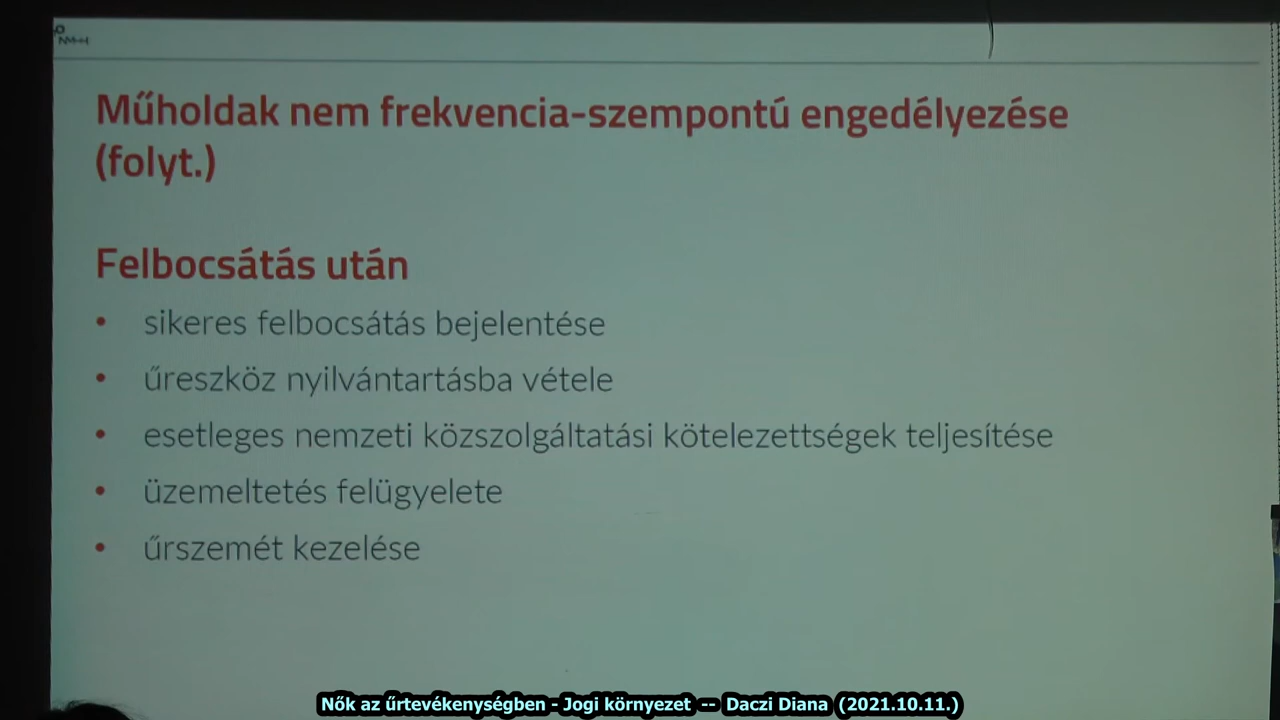 Műholdak nem frekvencia-szempontú engedélyezése
(folyt.)
Felbocsátás után
• sikeres felbocsátás bejelentése
• űreszköz nyilvántartásba vétele
• esetleges nemzeti közszolgáltatási kötelezettségek teljesítése
• üzemeltetés felügyelete
• űrszemét kezelése
Nők az űrtevékenységben - Jogi környezet -- Daczi Diana (2021.10.11.)